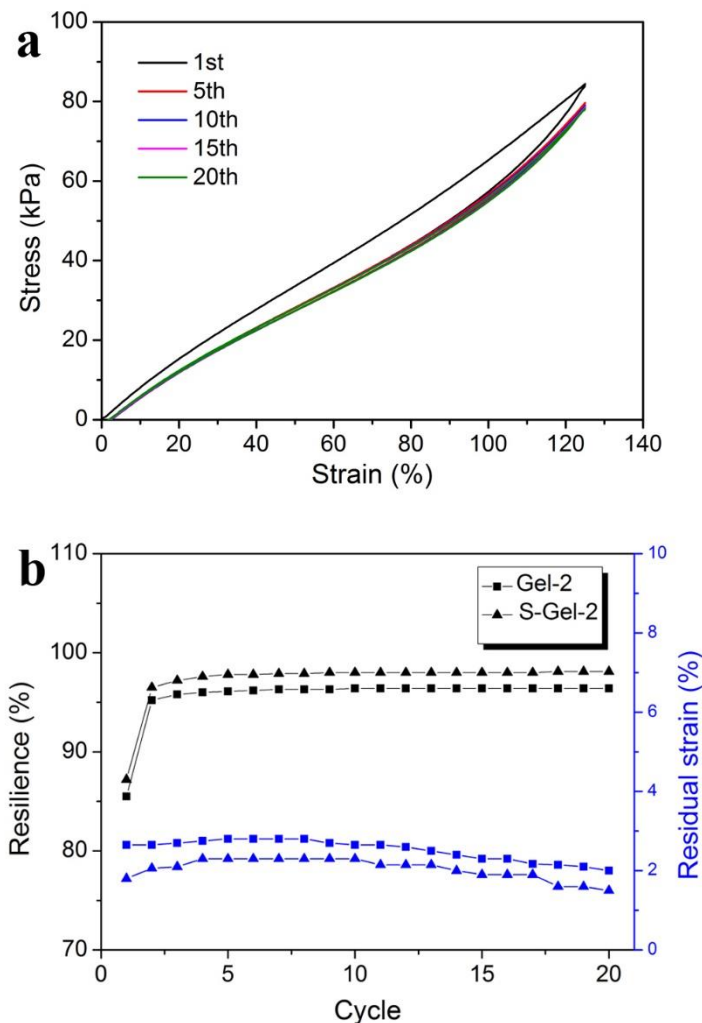 a
1st
5th
10th
15th
20th
100
80
60
40
20
0
0 20 40 60 80 100 120 140
Stress (kPa)
Strain (%)
b
Gel-2
S-Gel-2
110
100
90
80
70
10
8
6
4
2
0
0 5 10 15 20
Resilience (%)
Residual strain (%)
Cycle